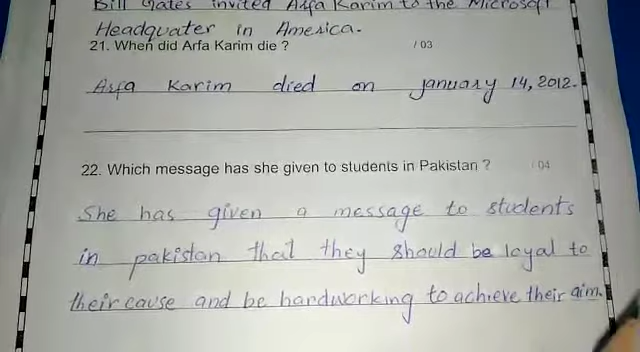 Bill Gates invited Arfa Karim to the Microsoft
Headquater in America.
21. When did Arfa Karim die ? / 03
Arfa Karim died on january 14, 2012.
22. Which message has she given to students in Pakistan ? / 04
She has given a message to students
in pakistan that they should be loyal to
their cause and be hardworking to achieve their aim.